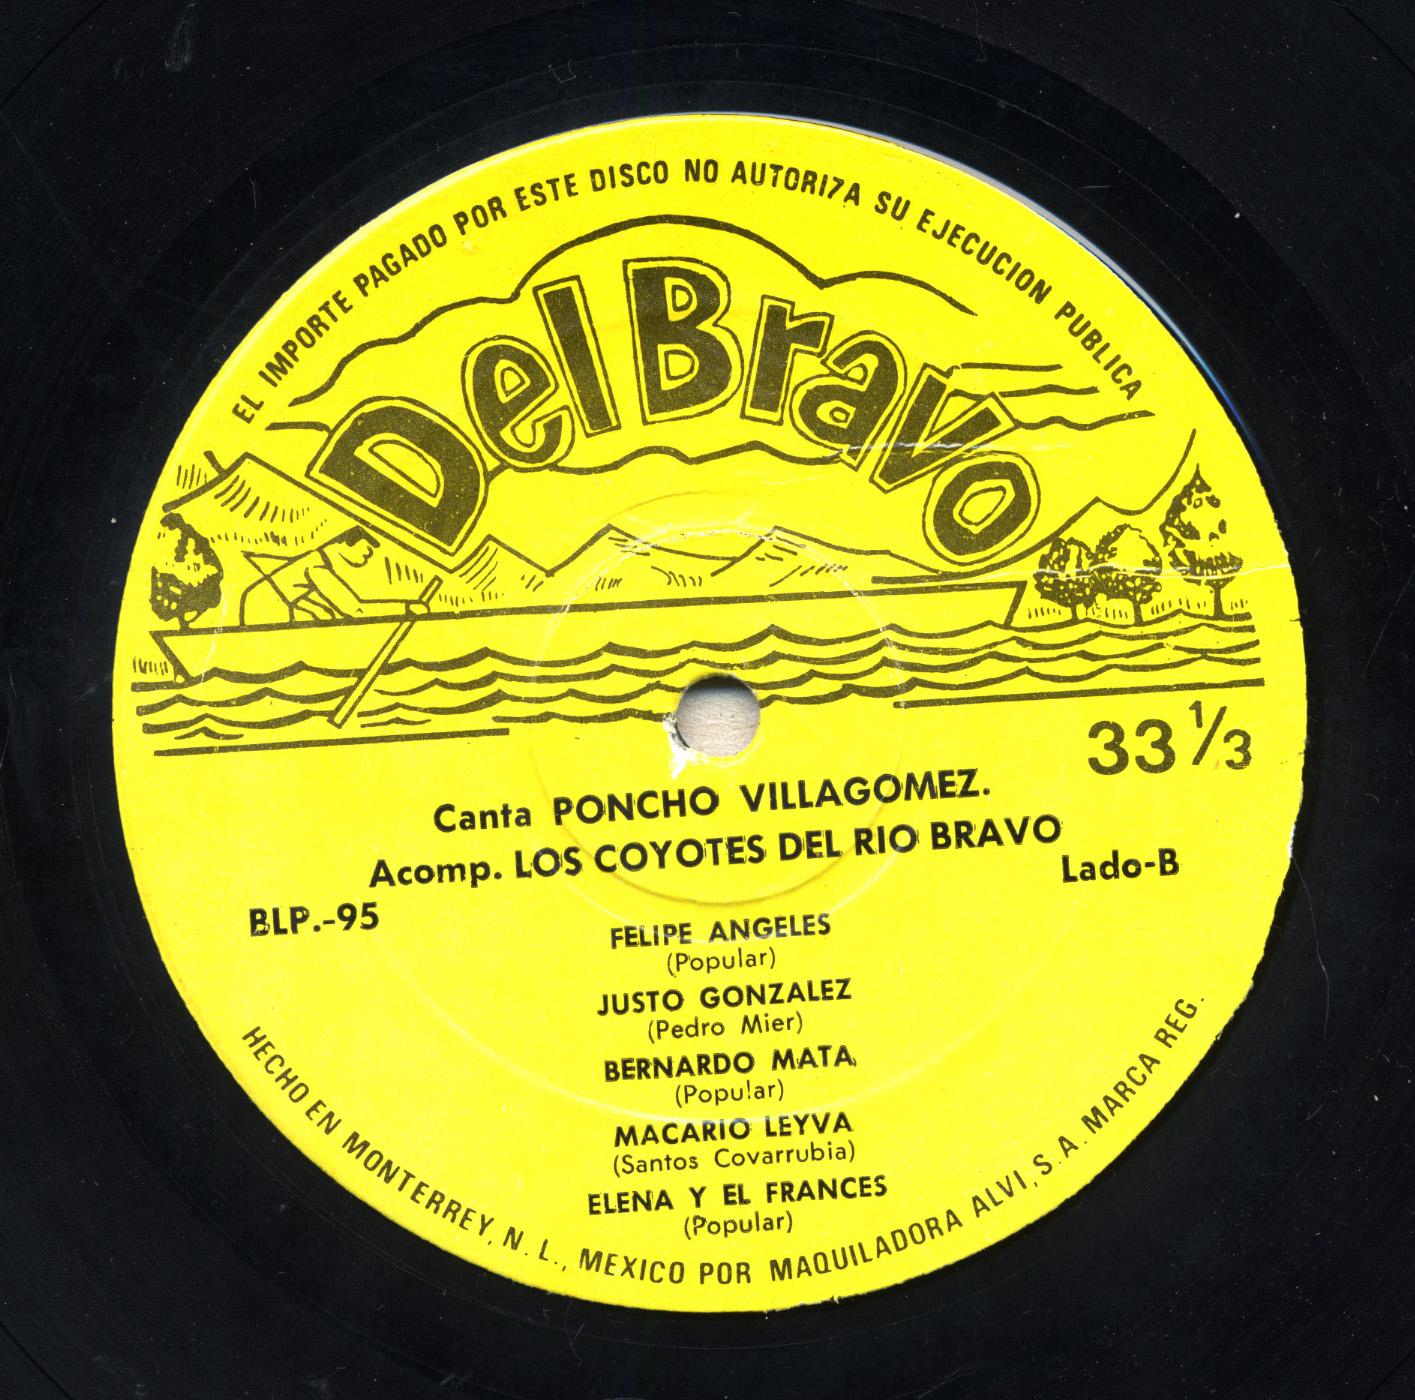 EL IMPORTE PAGADO POR ESTE DISCO NO AUTORIZA SU EJECUCION PUBLICA
Del Bravo
33 1/3
Canta PONCHO VILLAGOMEZ.
Acomp. LOS COYOTES DEL RIO BRAVO
Lado-B
BLP.-95
FELIPE ANGELES
(Popular)
JUSTO GONZALEZ
(Pedro Mier)
BERNARDO MATA
(Popular)
MACARIO LEYVA
(Santos Covarrubia)
ELENA Y EL FRANCES
(Popular)
HECHO EN MONTERREY, N. L., MEXICO POR MAQUILADORA ALVI, S. A. MARCA REG.